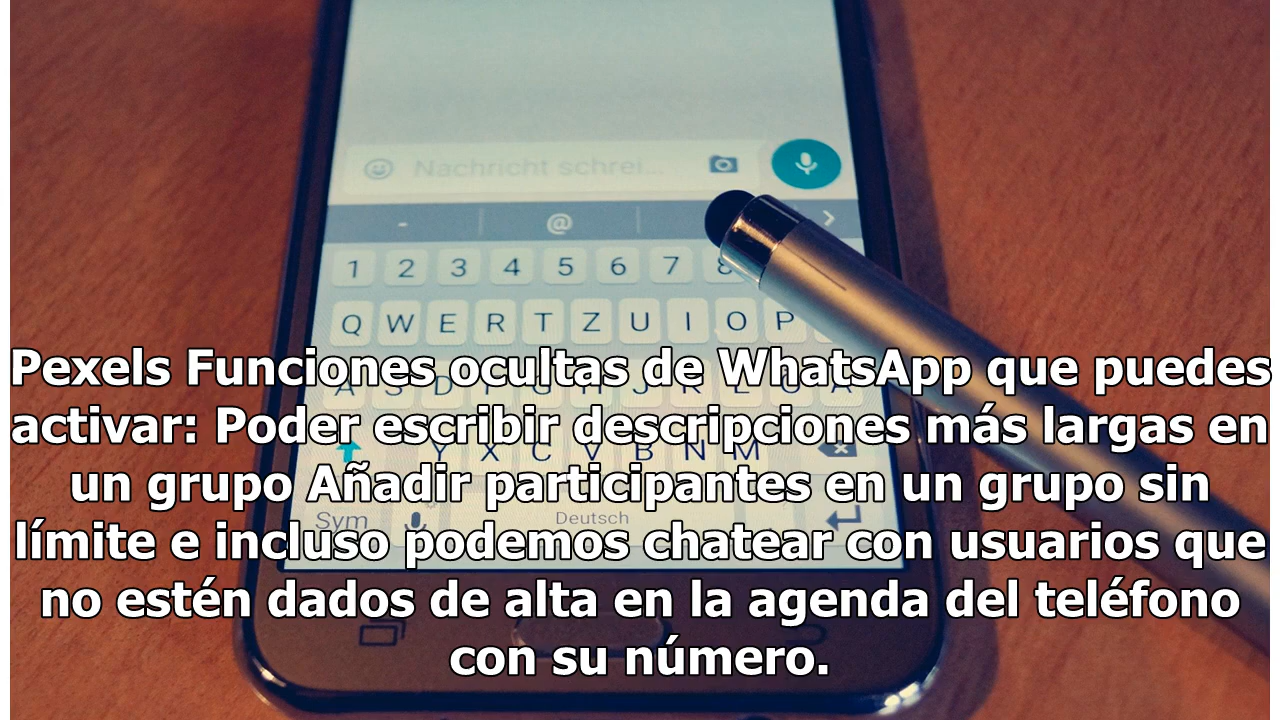 Nachricht schrei...
- @ >
1 2 3 4 5 6 7 8
Q W E R T Z U I O P
Pexels Funciones ocultas de WhatsApp que puedes
activar: Poder escribir descripciones más largas en
un grupo Añadir participantes en un grupo sin
límite e incluso podemos chatear con usuarios que
no estén dados de alta en la agenda del teléfono
con su número.
Y X C V B N M
Sym
Deutsch